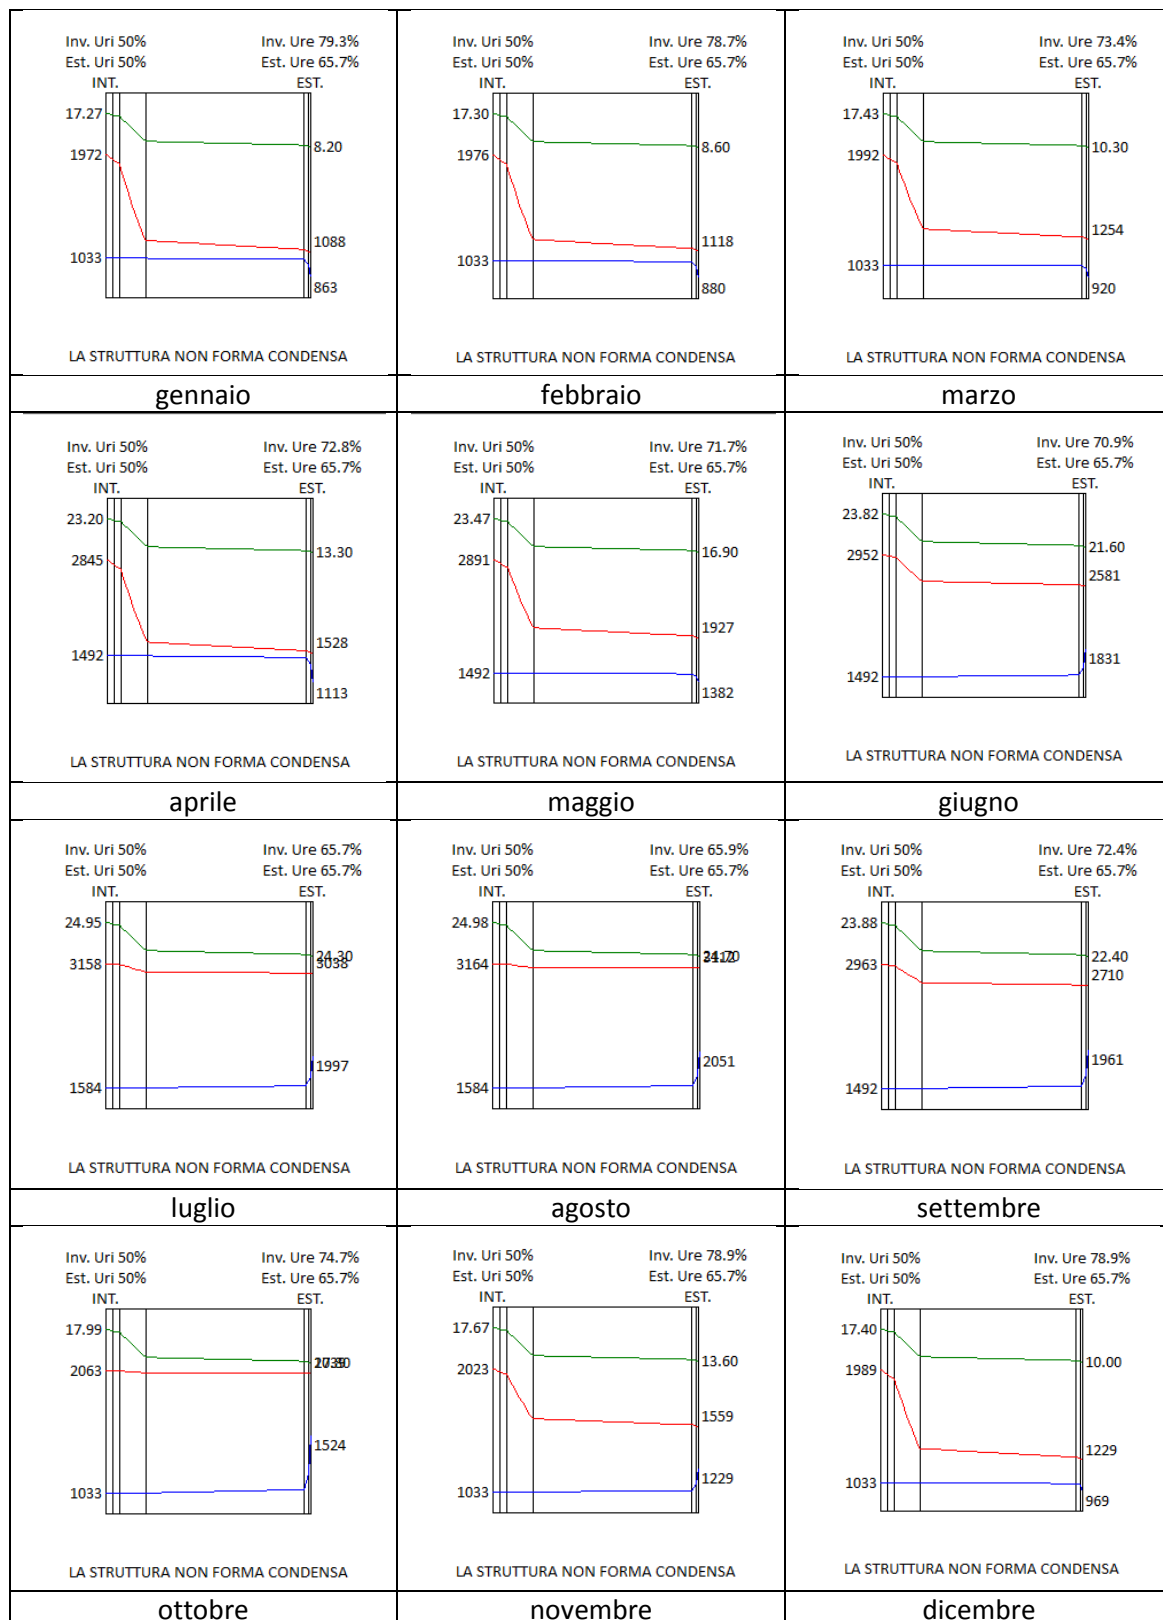 Inv. Uri 50% Inv. Ure 79.3%
Est. Uri 50% Est. Ure 65.7%
INT. EST.
17.27
8.20
1972
1088
1033
863
LA STRUTTURA NON FORMA CONDENSA
gennaio
Inv. Uri 50% Inv. Ure 78.7%
Est. Uri 50% Est. Ure 65.7%
INT. EST.
17.30
8.60
1976
1118
1033
880
LA STRUTTURA NON FORMA CONDENSA
febbraio
Inv. Uri 50% Inv. Ure 73.4%
Est. Uri 50% Est. Ure 65.7%
INT. EST.
17.43
10.30
1992
1254
1033
920
LA STRUTTURA NON FORMA CONDENSA
marzo
Inv. Uri 50% Inv. Ure 72.8%
Est. Uri 50% Est. Ure 65.7%
INT. EST.
23.20
13.30
2845
1528
1492
1113
LA STRUTTURA NON FORMA CONDENSA
aprile
Inv. Uri 50% Inv. Ure 71.7%
Est. Uri 50% Est. Ure 65.7%
INT. EST.
23.47
16.90
2891
1927
1492
1382
LA STRUTTURA NON FORMA CONDENSA
maggio
Inv. Uri 50% Inv. Ure 70.9%
Est. Uri 50% Est. Ure 65.7%
INT. EST.
23.82
21.60
2952
2581
1831
1492
LA STRUTTURA NON FORMA CONDENSA
giugno
Inv. Uri 50% Inv. Ure 65.7%
Est. Uri 50% Est. Ure 65.7%
INT. EST.
24.95
24.30
3158
3038
1997
1584
LA STRUTTURA NON FORMA CONDENSA
luglio
Inv. Uri 50% Inv. Ure 65.9%
Est. Uri 50% Est. Ure 65.7%
INT. EST.
24.98
24.70
3164
2051
1584
LA STRUTTURA NON FORMA CONDENSA
agosto
Inv. Uri 50% Inv. Ure 72.4%
Est. Uri 50% Est. Ure 65.7%
INT. EST.
23.88
22.40
2963
2710
1961
1492
LA STRUTTURA NON FORMA CONDENSA
settembre
Inv. Uri 50% Inv. Ure 74.7%
Est. Uri 50% Est. Ure 65.7%
INT. EST.
17.99
2063
1524
1033
LA STRUTTURA NON FORMA CONDENSA
ottobre
Inv. Uri 50% Inv. Ure 78.9%
Est. Uri 50% Est. Ure 65.7%
INT. EST.
17.67
13.60
2023
1559
1229
1033
LA STRUTTURA NON FORMA CONDENSA
novembre
Inv. Uri 50% Inv. Ure 78.9%
Est. Uri 50% Est. Ure 65.7%
INT. EST.
17.40
10.00
1989
1229
1033
969
LA STRUTTURA NON FORMA CONDENSA
dicembre